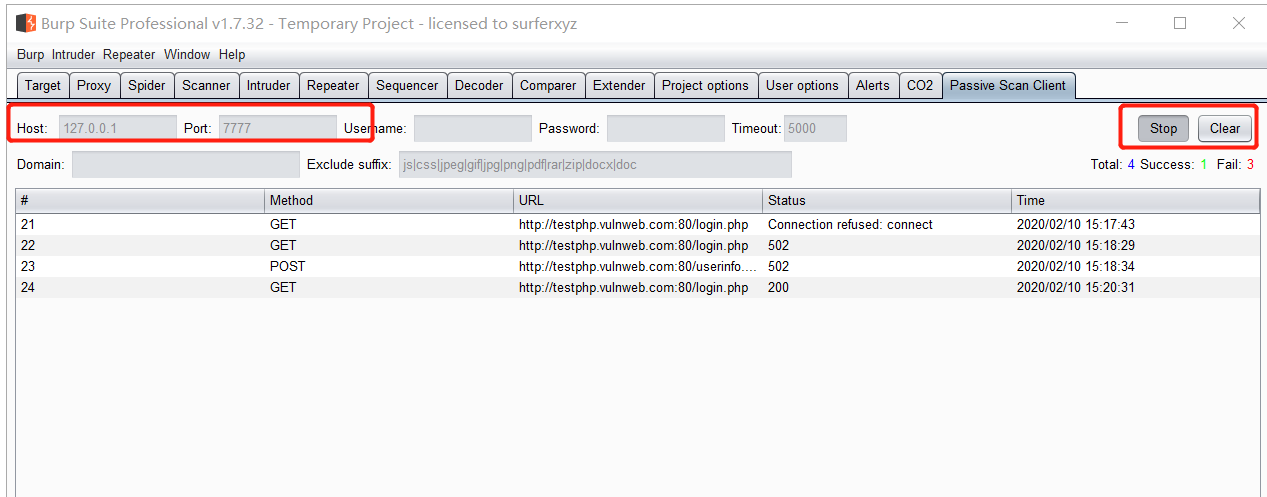 Burp Suite Professional v1.7.32 - Temporary Project - licensed to surferxyz
Burp Intruder Repeater Window Help
Target Proxy Spider Scanner Intruder Repeater Sequencer Decoder Comparer Extender Project options User options Alerts CO2 Passive Scan Client
Host: 127.0.0.1 Port: 7777 Username: Password: Timeout: 5000 Stop Clear
Domain: Exclude suffix: js|css|jpeg|gif|jpg|png|pdf|rar|zip|docx|doc Total: 4 Success: 1 Fail: 3
# Method URL Status Time
21 GET http://testphp.vulnweb.com:80/login.php Connection refused: connect 2020/02/10 15:17:43
22 GET http://testphp.vulnweb.com:80/login.php 502 2020/02/10 15:18:29
23 POST http://testphp.vulnweb.com:80/userinfo.... 502 2020/02/10 15:18:34
24 GET http://testphp.vulnweb.com:80/login.php 200 2020/02/10 15:20:31